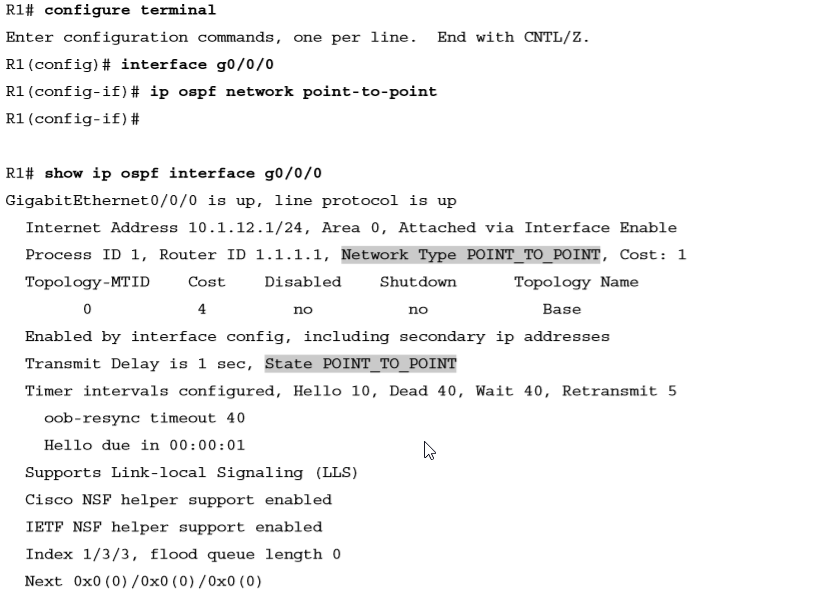 R1# configure terminal
Enter configuration commands, one per line.  End with CNTL/Z.
R1(config)# interface g0/0/0
R1(config-if)# ip ospf network point-to-point
R1(config-if)#

R1# show ip ospf interface g0/0/0
GigabitEthernet0/0/0 is up, line protocol is up
  Internet Address 10.1.12.1/24, Area 0, Attached via Interface Enable
  Process ID 1, Router ID 1.1.1.1, Network Type POINT_TO_POINT, Cost: 1
  Topology-MTID    Cost    Disabled    Shutdown      Topology Name
        0           4         no          no            Base
  Enabled by interface config, including secondary ip addresses
  Transmit Delay is 1 sec, State POINT_TO_POINT
  Timer intervals configured, Hello 10, Dead 40, Wait 40, Retransmit 5
    oob-resync timeout 40
    Hello due in 00:00:01
  Supports Link-local Signaling (LLS)
  Cisco NSF helper support enabled
  IETF NSF helper support enabled
  Index 1/3/3, flood queue length 0
  Next 0x0(0)/0x0(0)/0x0(0)